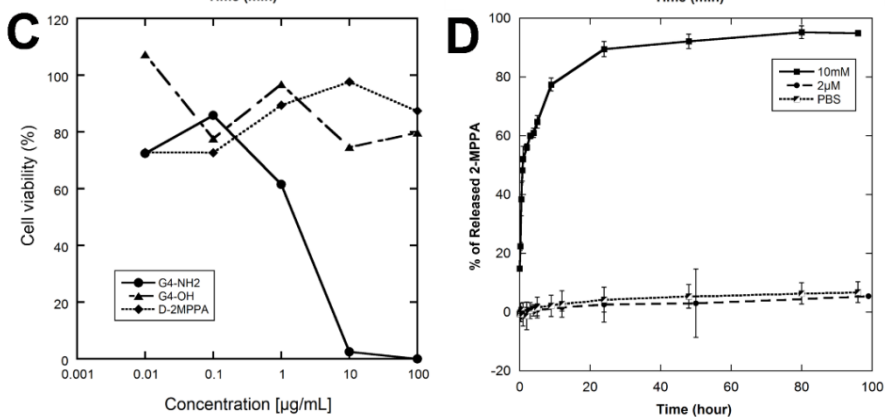 Time (min)
Time (min)
C
120
100
80
60
40
20
0
Cell viability (%)
G4-NH2
G4-OH
D-2MPPA
0.001
0.01
0.1
1
10
100
Concentration [µg/mL]
D
100
80
60
40
20
0
-20
% of Released 2-MPPA
10mM
2µM
PBS
0
20
40
60
80
100
Time (hour)